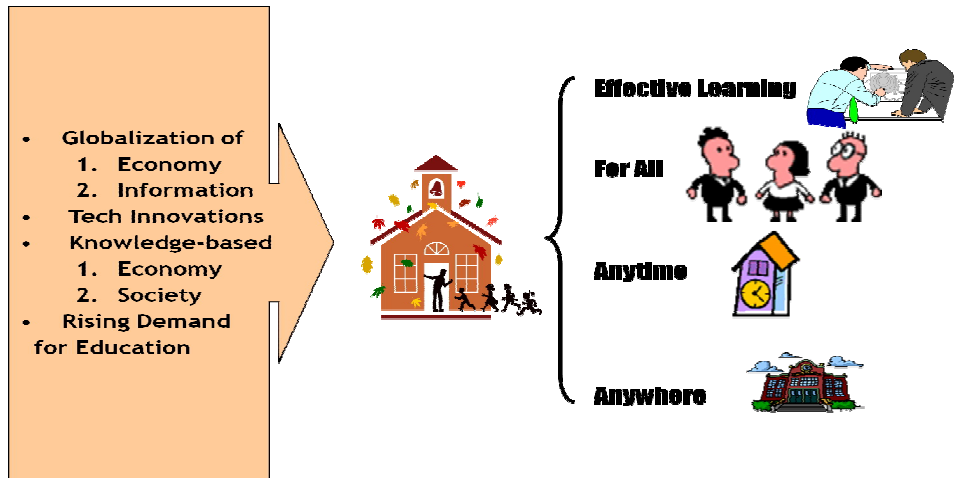 • Globalization of
1. Economy
2. Information
• Tech Innovations
• Knowledge-based
1. Economy
2. Society
• Rising Demand
for Education
Effective Learning
For All
Anytime
Anywhere